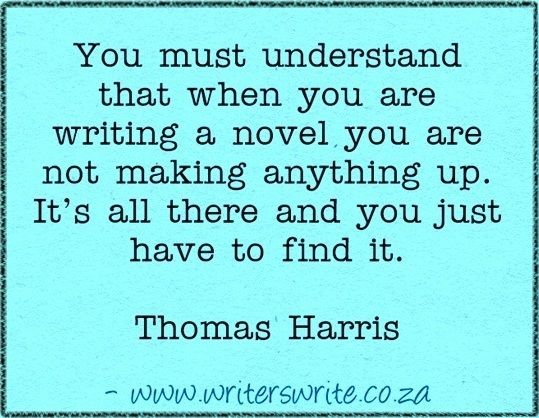 You must understand
that when you are
writing a novel you are
not making anything up.
It's all there and you just
have to find it.
Thomas Harris
- www.writerswrite.co.za